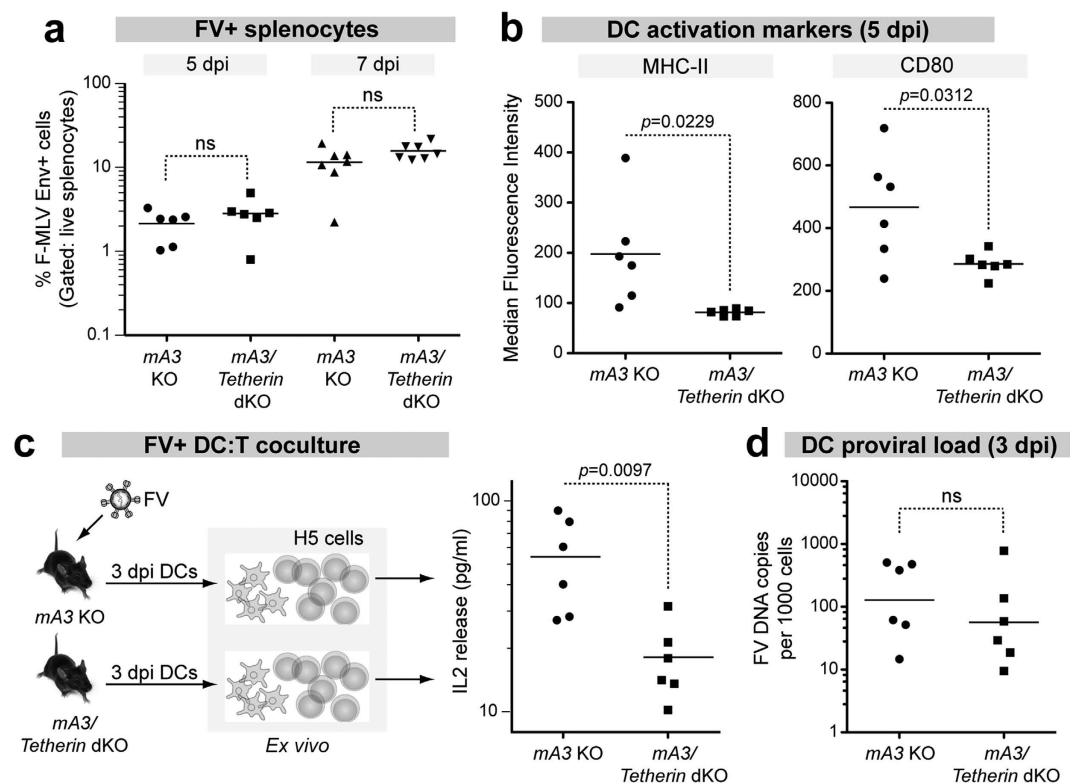 a
FV+ splenocytes
5 dpi
7 dpi
% F-MLV Env+ cells
(Gated: live splenocytes)
100
10
1
0.1
ns
ns
mA3
KO
mA3/
Tetherin
dKO
mA3
KO
mA3/
Tetherin
dKO
b
DC activation markers (5 dpi)
MHC-II
Median Fluorescence Intensity
500
400
300
200
100
0
p=0.0229
mA3 KO
mA3/
Tetherin dKO
CD80
800
600
400
200
0
p=0.0312
mA3 KO
mA3/
Tetherin dKO
c
FV+ DC:T coculture
FV
H5 cells
3 dpi DCs
mA3 KO
3 dpi DCs
mA3/
Tetherin dKO
Ex vivo
IL2 release (pg/ml)
100
10
p=0.0097
mA3 KO
mA3/
Tetherin dKO
d
DC proviral load (3 dpi)
FV DNA copies
per 1000 cells
10000
1000
100
10
1
ns
mA3 KO
mA3/
Tetherin dKO